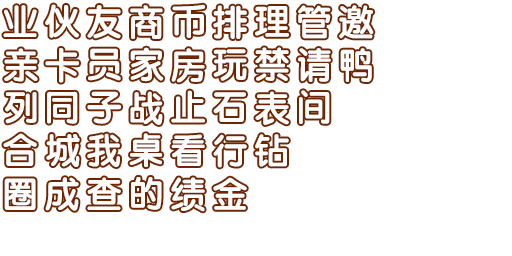 业伙友商币排理管邀
亲卡员家房玩禁请鸭
列同子战止石表间
合城我桌看行钻
圈成查的绩金